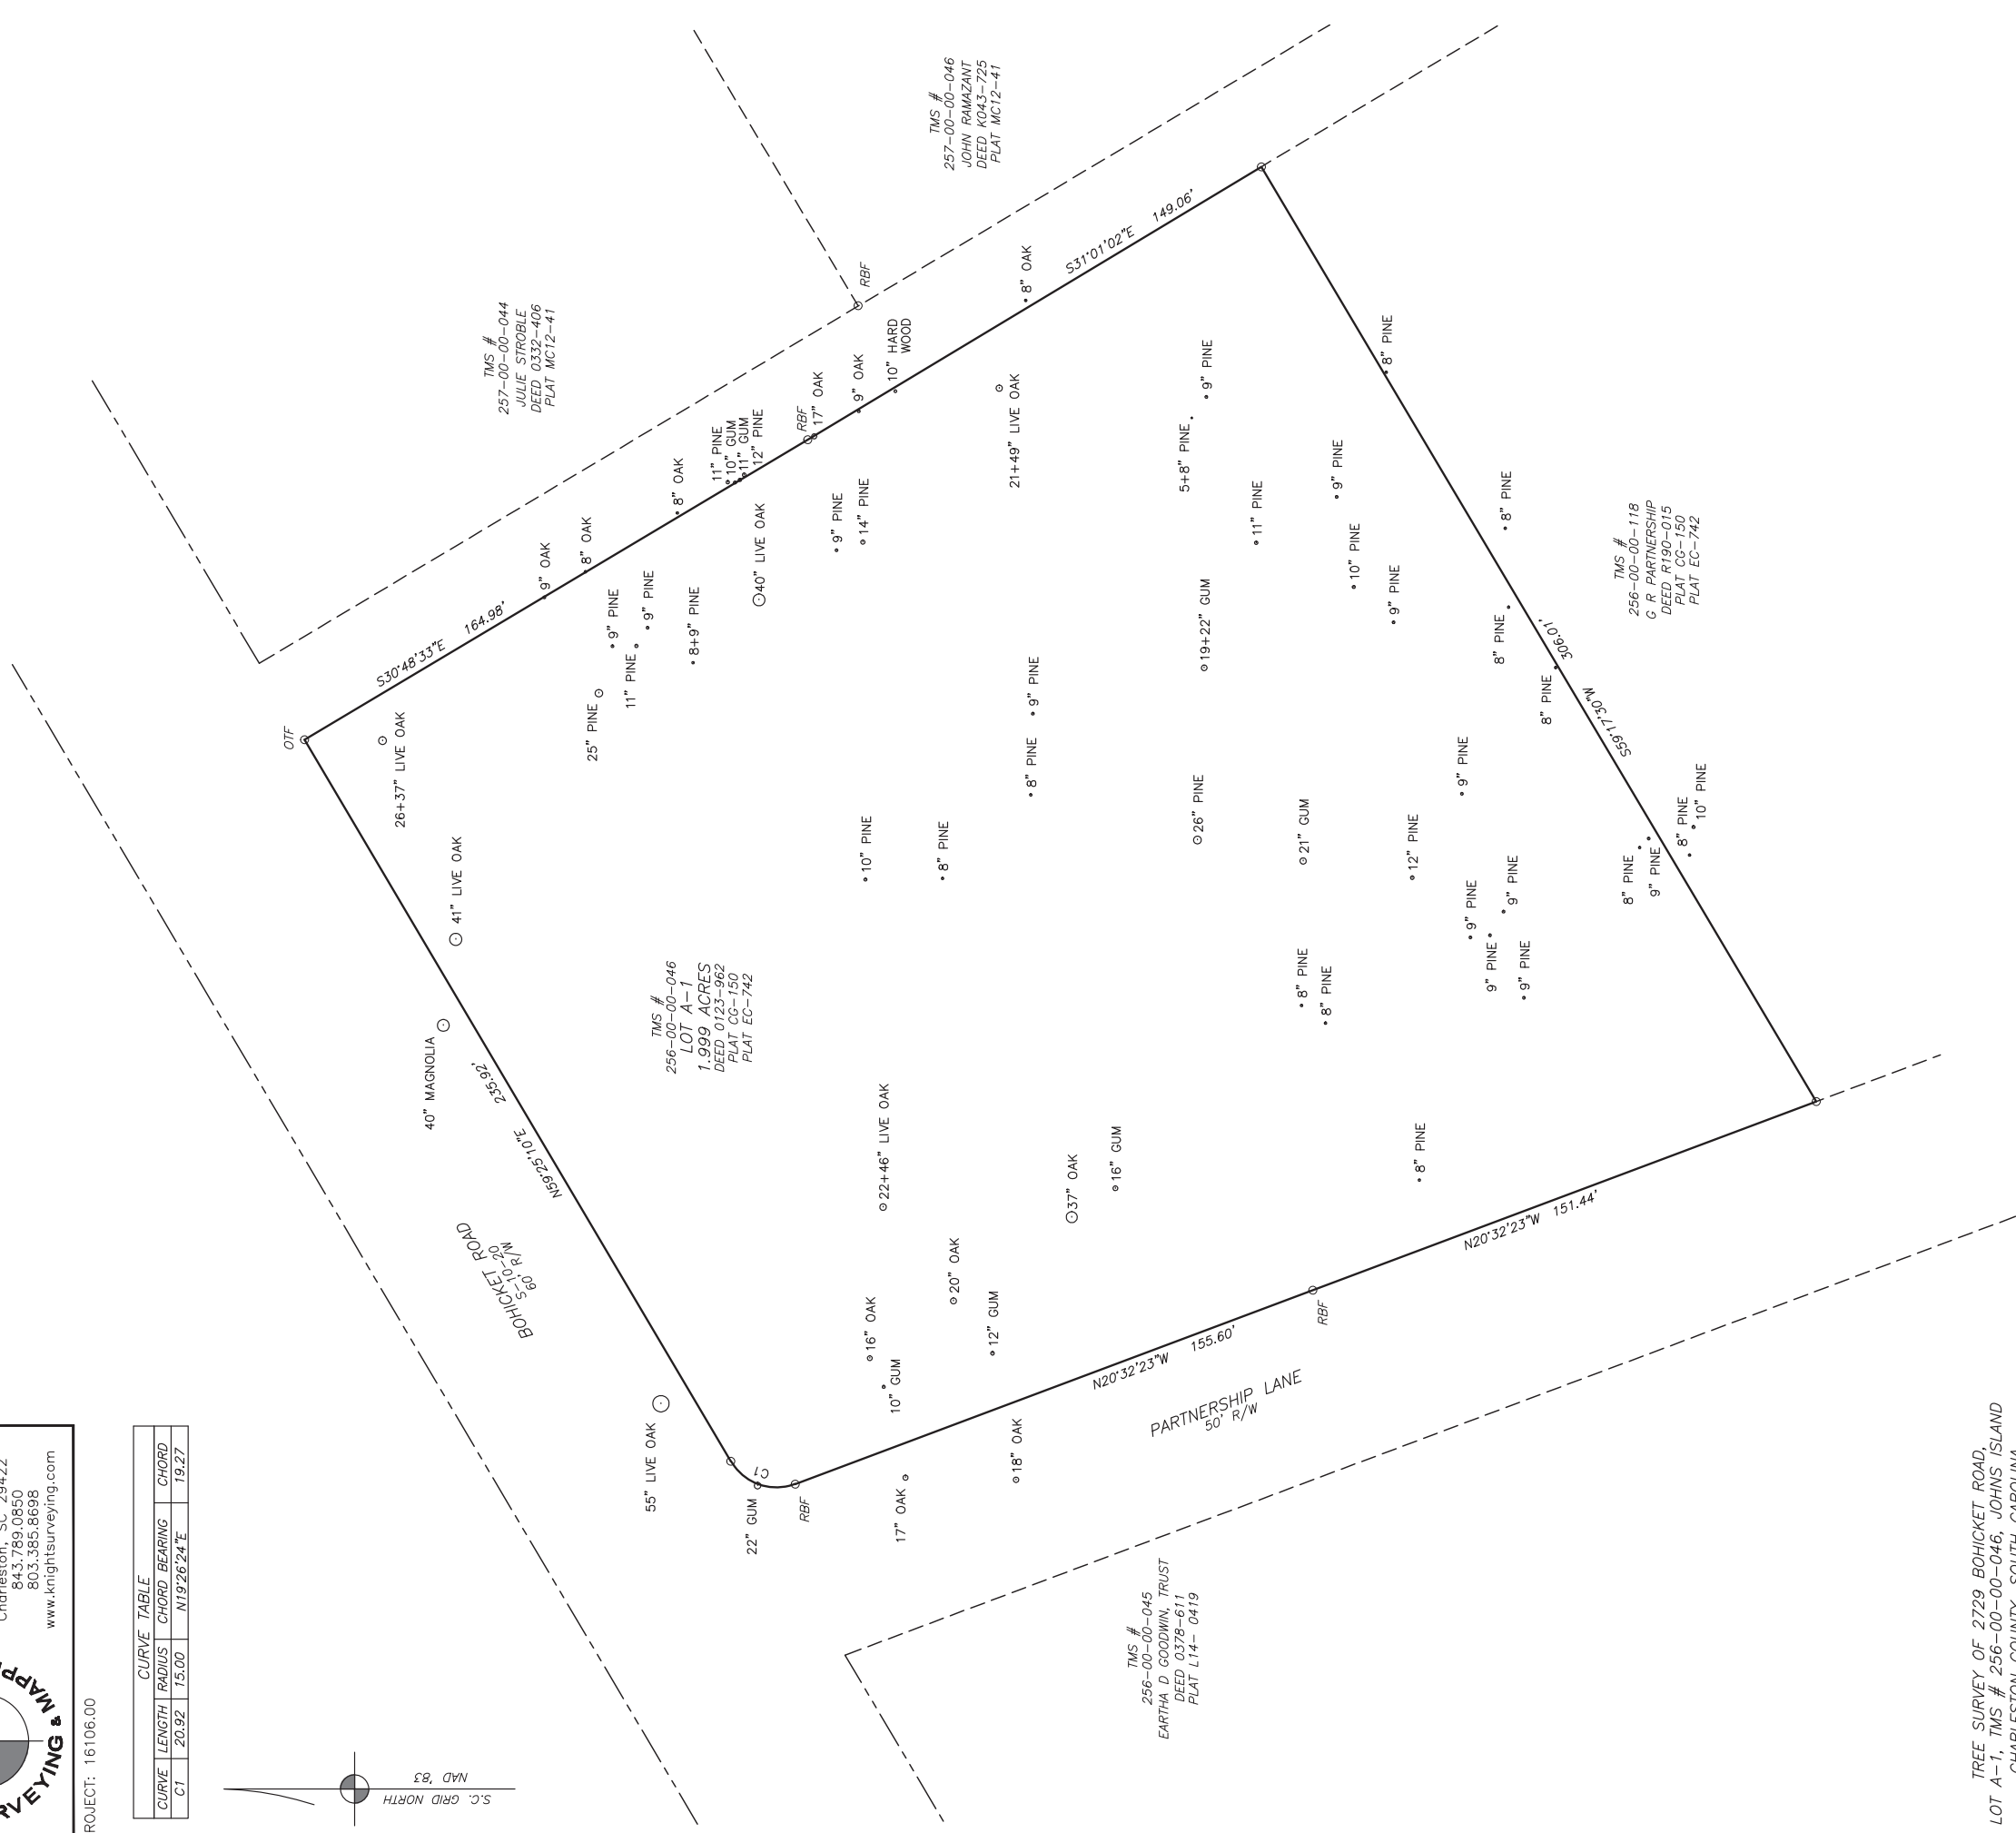 TMS #
257-00-00-046
JOHN RAMAZANT
DEED K043-725
PLAT MC12-41
TMS #
257-00-00-044
JULIE STROBLE
DEED 0332-406
PLAT MC12-41
RBF
S31°01'02"E 149.06'
8" OAK
10" HARD
WOOD
9" OAK
17" OAK
RBF
12" PINE
11" GUM
10" GUM
11" PINE
8" OAK
8" OAK
9" OAK
S30°48'33"E 164.98'
OTF
26+37" LIVE OAK
41" LIVE OAK
40" MAGNOLIA
235.92'
N59°25'10"E
BOHICKET ROAD
S-10-20
60' R/W
55" LIVE OAK
22" GUM
C1
RBF
17" OAK
18" OAK
9" PINE
9" PINE
11" PINE
25" PINE
8+9" PINE
40" LIVE OAK
9" PINE
14" PINE
21+49" LIVE OAK
9" PINE
5+8" PINE
11" PINE
8" PINE
9" PINE
10" PINE
9" PINE
8" PINE
8" PINE
8" PINE
306.01'
S59°17'30"W
19+22" GUM
9" PINE
8" PINE
10" PINE
8" PINE
26" PINE
21" GUM
12" PINE
9" PINE
9" PINE
9" PINE
9" PINE
9" PINE
8" PINE
8" PINE
8" PINE
9" PINE
8" PINE
10" PINE
TMS #
256-00-00-118
G R PARTNERSHIP
DEED R190-015
PLAT CG-150
PLAT EC-742
TMS #
256-00-00-046
LOT A-1
1.999 ACRES
DEED 0123-962
PLAT CG-150
PLAT EC-742
22+46" LIVE OAK
37" OAK
16" GUM
8" PINE
20" OAK
12" GUM
16" OAK
10" GUM
N20°32'23"W 151.44'
RBF
N20°32'23"W 155.60'
PARTNERSHIP LANE
50' R/W
TMS #
256-00-00-045
EARTHA D GOODWIN, TRUST
DEED 0378-611
PLAT L14- 0419
Charleston, SC 29422
843.789.0850
803.385.8698
www.knightsurveying.com
RVEYING & MAPP
ROJECT: 16106.00
CURVE TABLE
CURVE LENGTH RADIUS CHORD BEARING CHORD
C1 20.92 15.00 N19°26'24"E 19.27
S.C. GRID NORTH
NAD '83
TREE SURVEY OF 2729 BOHICKET ROAD,
LOT A-1, TMS # 256-00-00-046, JOHNS ISLAND
CHARLESTON COUNTY, SOUTH CAROLINA